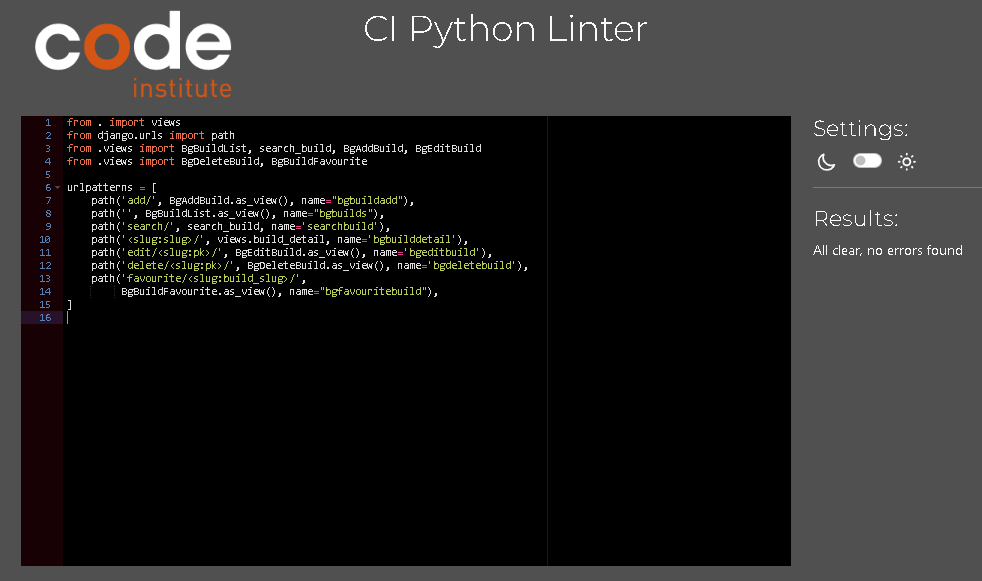 code
institute
CI Python Linter
1 from . import views
2 from django.urls import path
3 from .views import BgBuildList, search_build, BgAddBuild, BgEditBuild
4 from .views import BgDeleteBuild, BgBuildFavourite
5
6 urlpatterns = [
7 path('add/', BgAddBuild.as_view(), name="bgbuildadd"),
8 path('', BgBuildList.as_view(), name="bgbuilds"),
9 path('search/', search_build, name='searchbuild'),
10 path('<slug:slug>/', views.build_detail, name='bgbuilddetail'),
11 path('edit/<slug:pk>/', BgEditBuild.as_view(), name='bgeditbuild'),
12 path('delete/<slug:pk>/', BgDeleteBuild.as_view(), name='bgdeletebuild'),
13 path('favourite/<slug:build_slug>/',
14 BgBuildFavourite.as_view(), name="bgfavouritebuild"),
15 ]
16
Settings:
Results:
All clear, no errors found